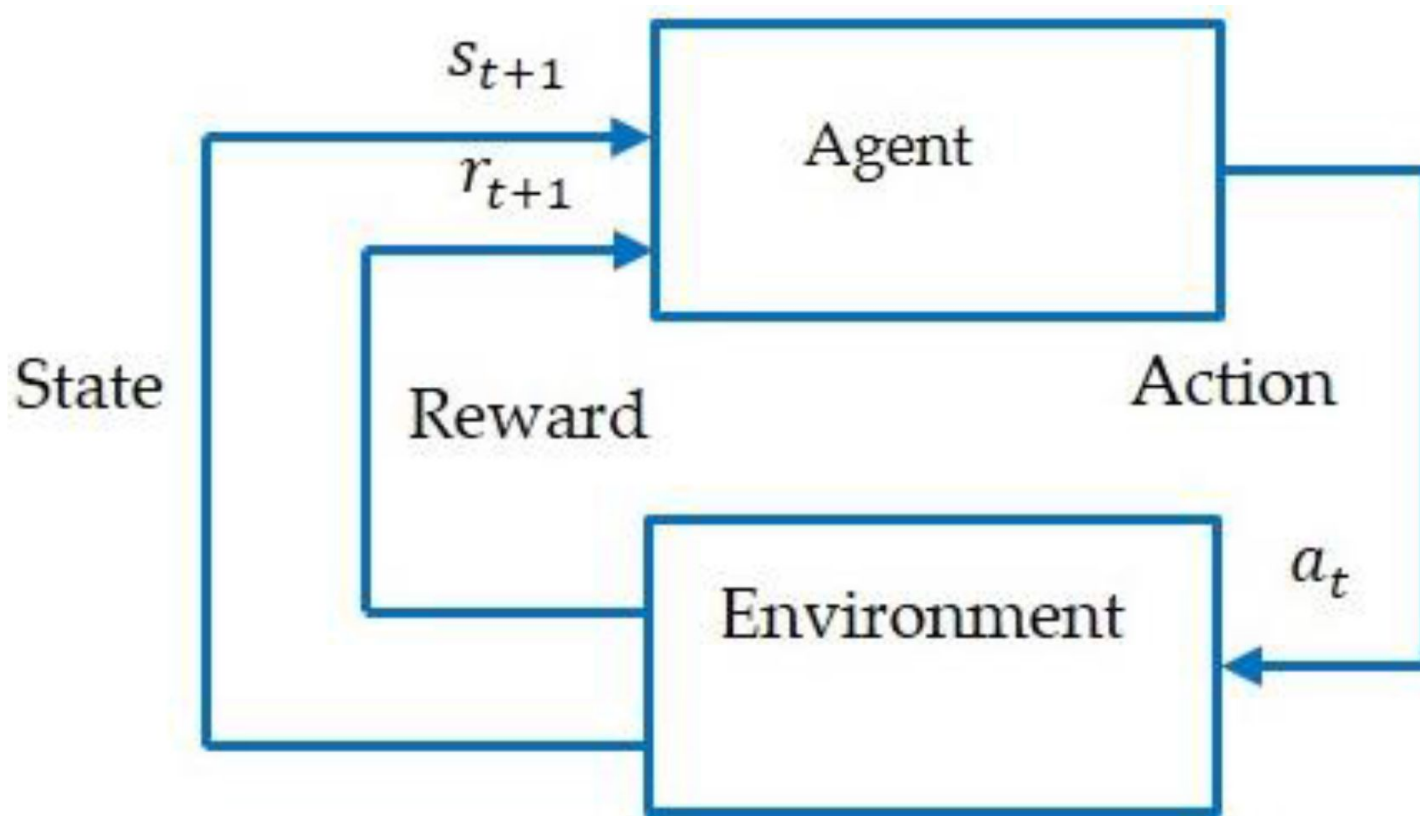 s_{t+1}
Agent
r_{t+1}
State
Reward
Action
Environment
a_t